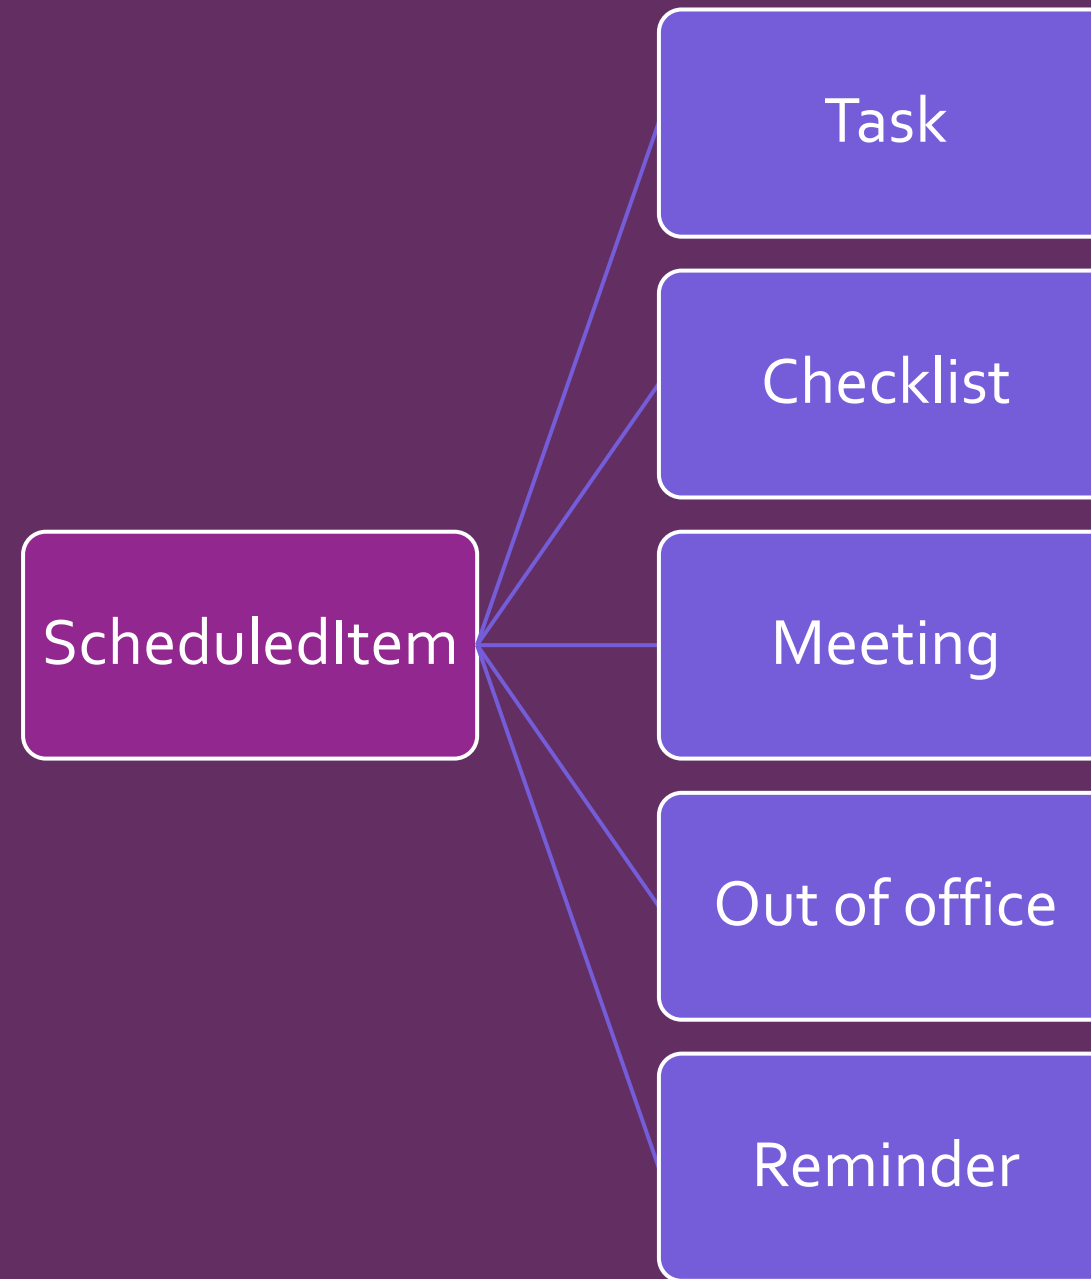 Task
Checklist
ScheduledItem
Meeting
Out of office
Reminder